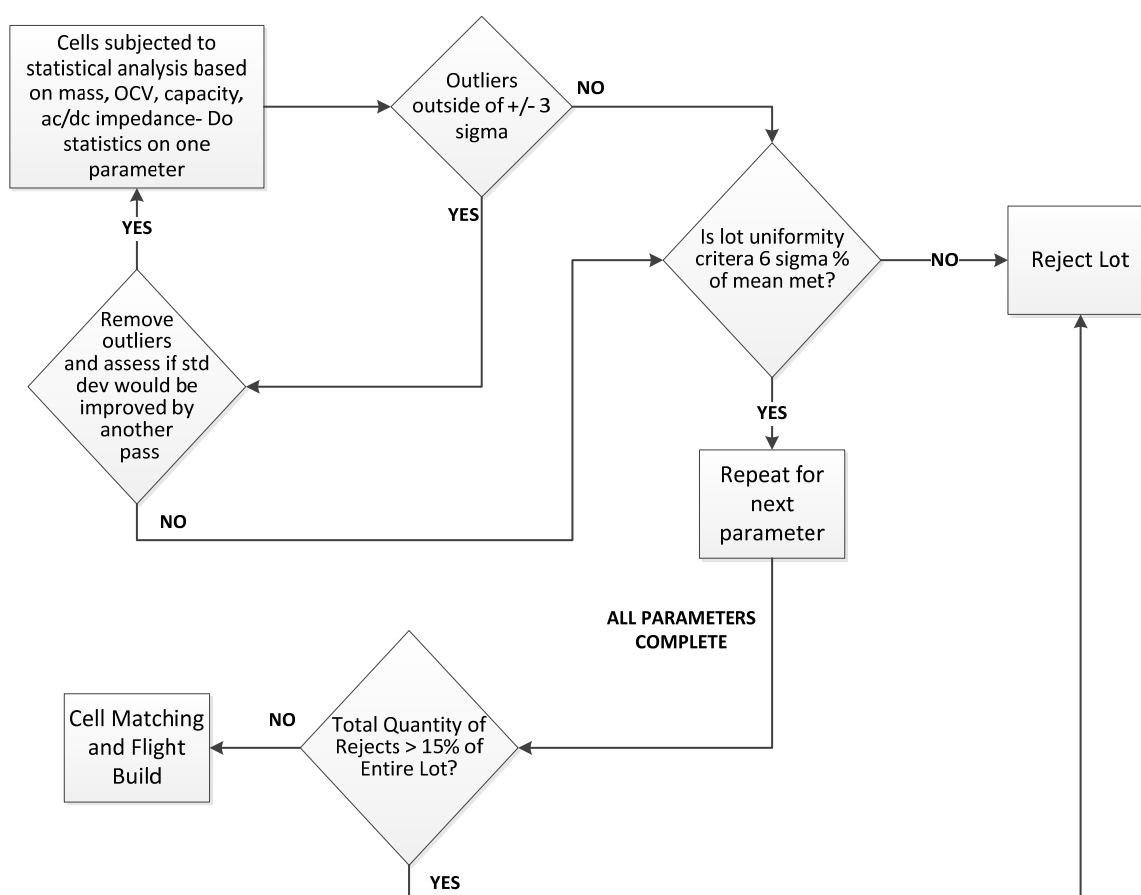 Cells subjected to
statistical analysis based
on mass, OCV, capacity,
ac/dc impedance- Do
statistics on one
parameter
Outliers
outside of +/- 3
sigma
NO
YES
YES
Is lot uniformity
critera 6 sigma %
of mean met?
NO
Reject Lot
Remove
outliers
and assess if std
dev would be
improved by
another
pass
NO
YES
Repeat for
next
parameter
ALL PARAMETERS
COMPLETE
Total Quantity of
Rejects > 15% of
Entire Lot?
NO
Cell Matching
and Flight
Build
YES